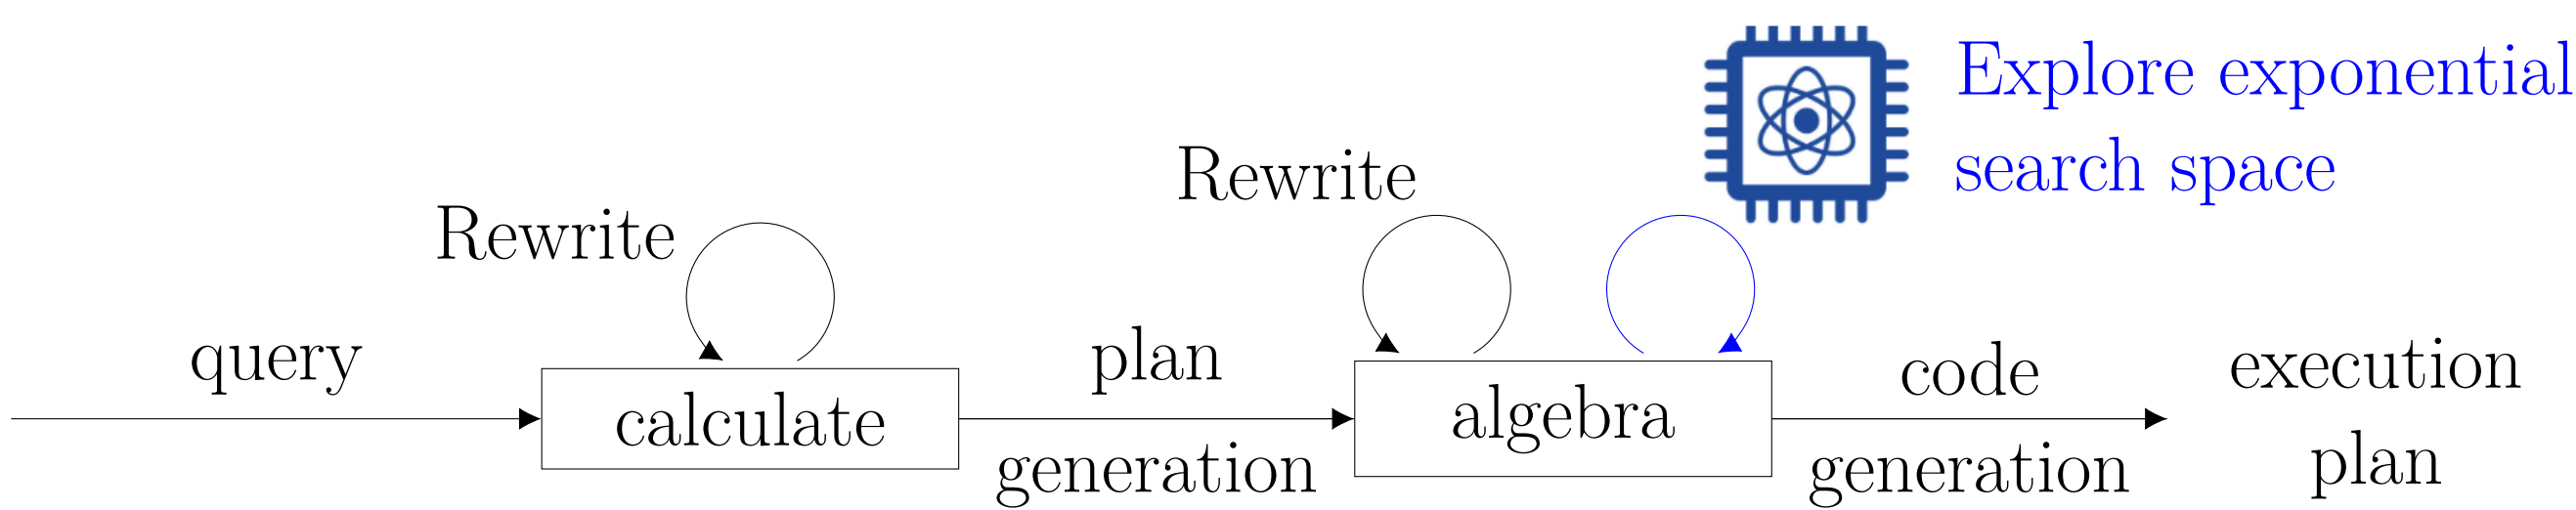 Explore exponential
search space
Rewrite
Rewrite
query
calculate
plan
generation
algebra
code
generation
execution
plan